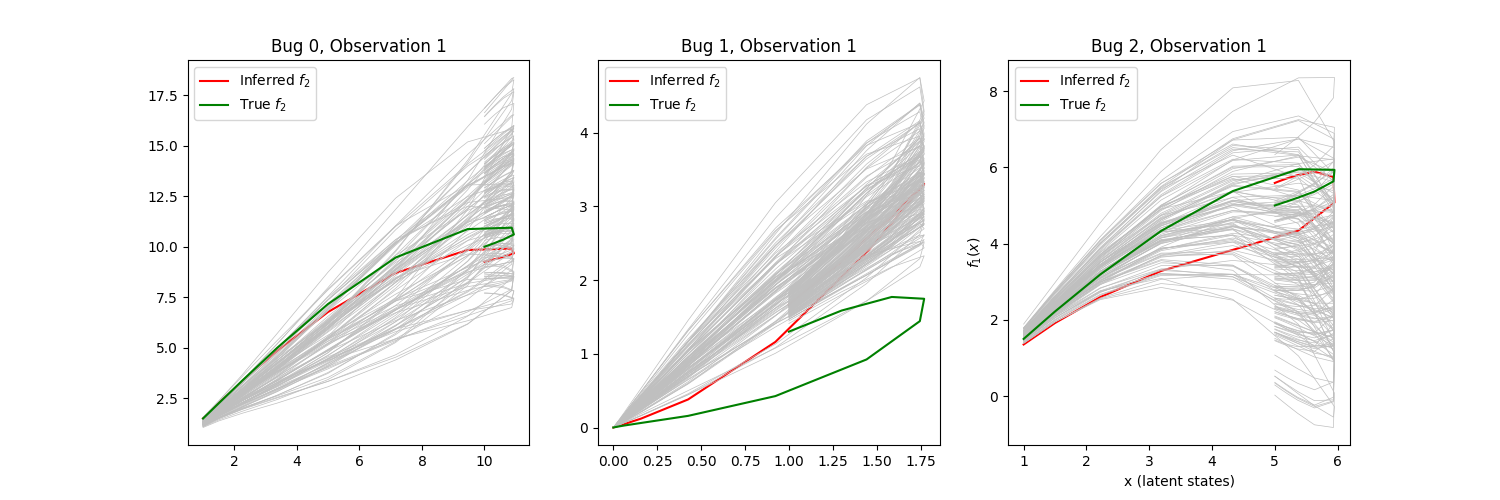 Bug 0, Observation 1
Inferred f₂
True f₂
17.5
15.0
12.5
10.0
7.5
5.0
2.5
2 4 6 8 10
Bug 1, Observation 1
Inferred f₂
True f₂
4
3
2
1
0
0.00 0.25 0.50 0.75 1.00 1.25 1.50 1.75
Bug 2, Observation 1
Inferred f₂
True f₂
f₁(x)
8
6
4
2
0
1 2 3 4 5 6
x (latent states)